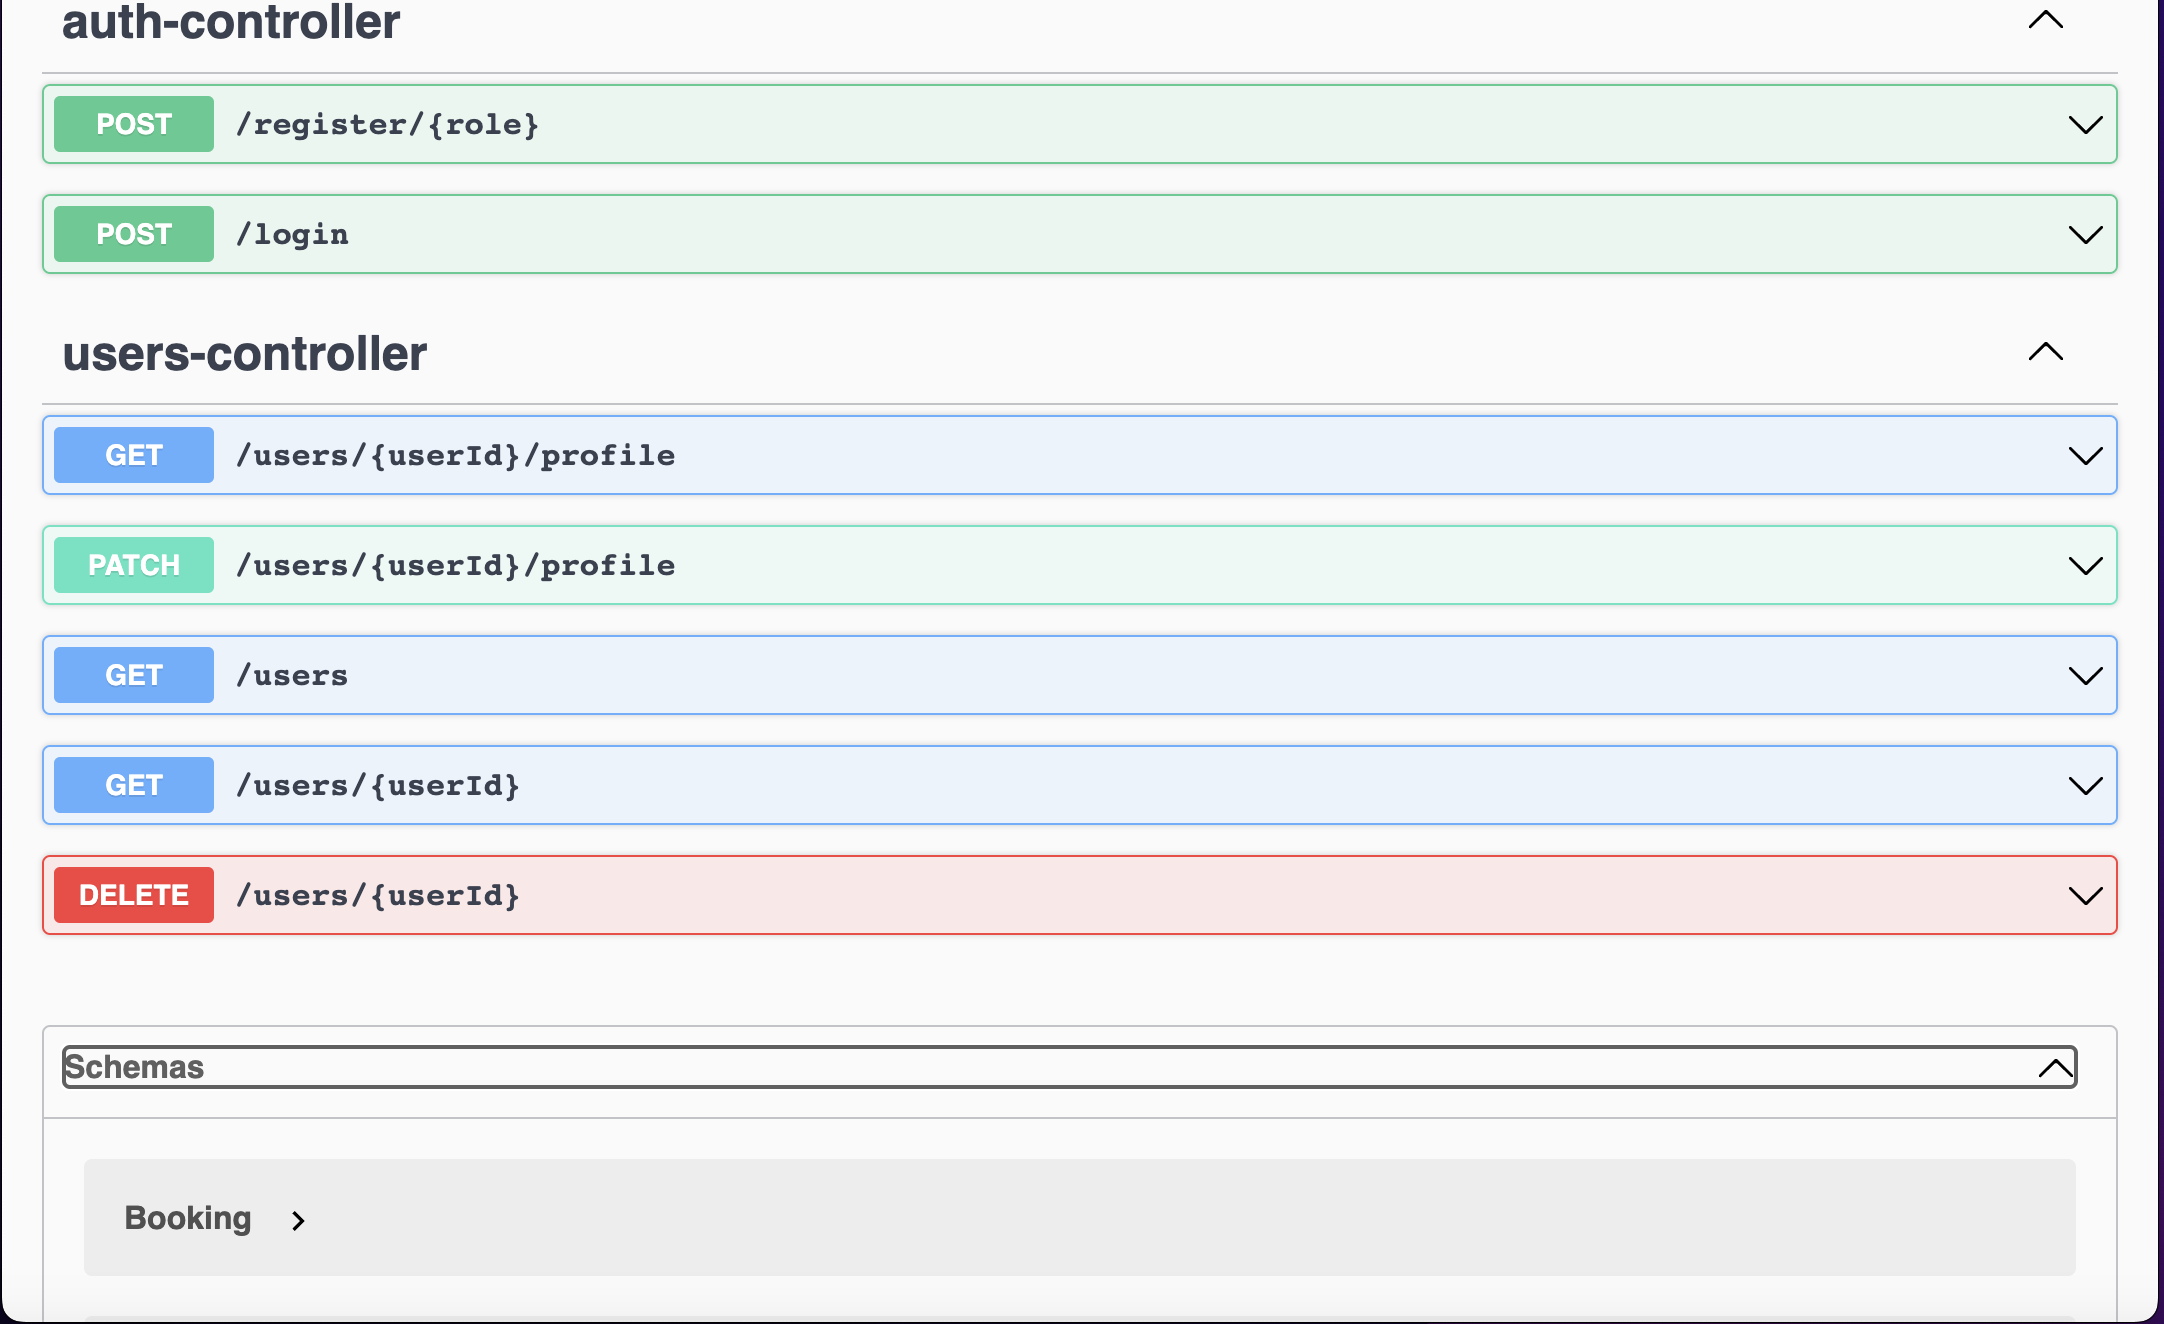 auth-controller
POST /register/{role}
POST /login
users-controller
GET /users/{userId}/profile
PATCH /users/{userId}/profile
GET /users
GET /users/{userId}
DELETE /users/{userId}
Schemas
Booking